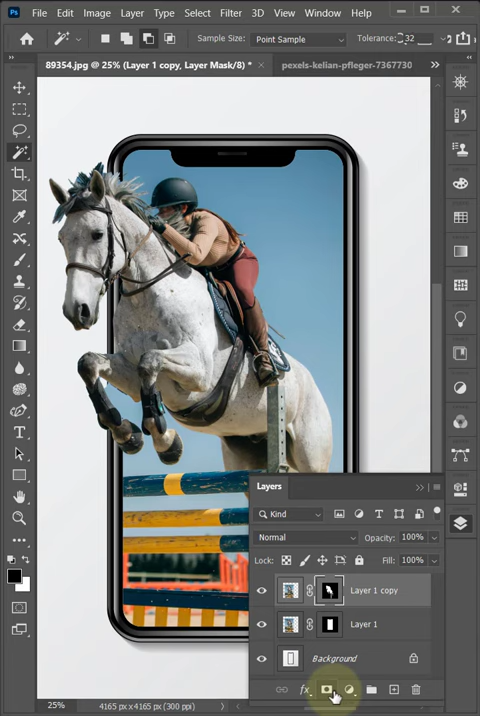 Ps File Edit Image Layer Type Select Filter 3D View Window Help
Sample Size: Point Sample Tolerance: 32
89354.jpg @ 25% (Layer 1 copy, Layer Mask/8) * × pexels-kelian-pfleger-7367730
Layers
Kind
Normal Opacity: 100%
Lock: Fill: 100%
Layer 1 copy
Layer 1
Background
fx
25% 4165 px x 4165 px (300 ppi)